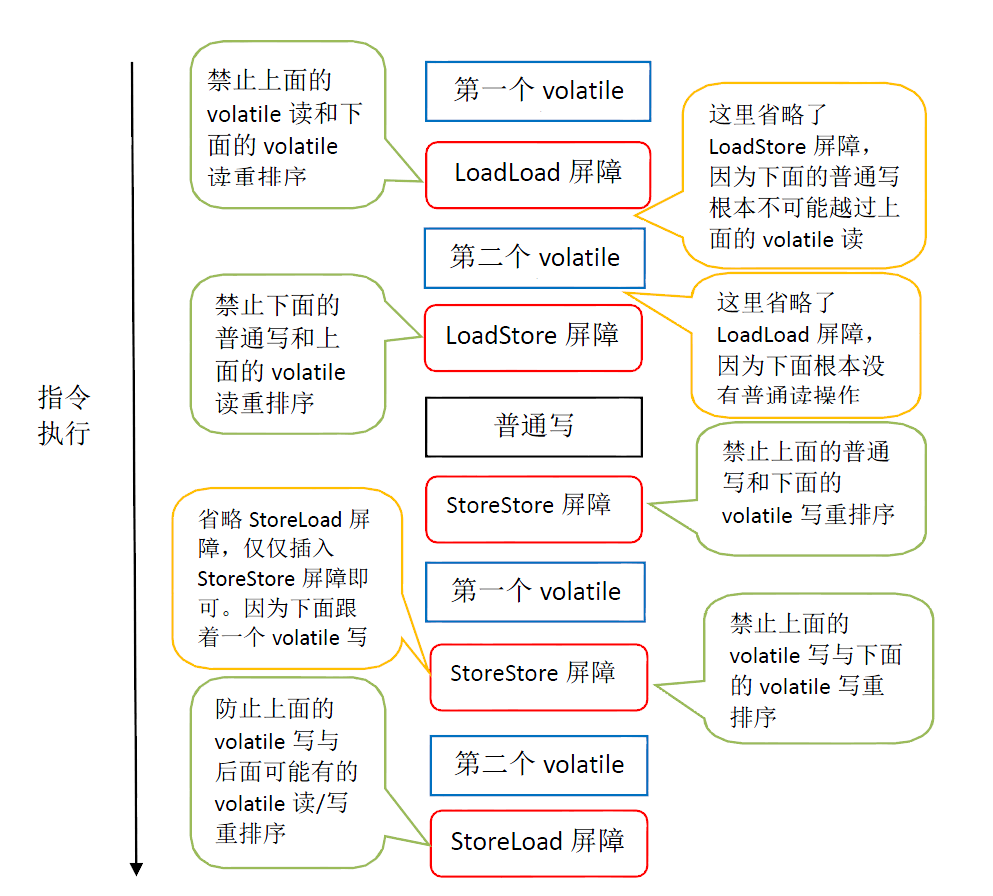 禁止上面的
volatile 读和下
面的 volatile
读重排序
第一个 volatile
LoadLoad 屏障
这里省略了
LoadStore 屏障，
因为下面的普通写
根本不可能越过上
面的 volatile 读
第二个 volatile
禁止下面的
普通写和上
面的 volatile
读重排序
LoadStore 屏障
这里省略了
LoadLoad 屏障，
因为下面根本没
有普通读操作
指令
执行
普通写
禁止上面的普通
写和下面的
volatile 写重排序
StoreStore 屏障
省略 StoreLoad 屏
障，仅仅插入
StoreStore 屏障即
可。因为下面跟
着一个 volatile 写
第一个 volatile
禁止上面的
volatile 写与下面
的 volatile 写重
排序
StoreStore 屏障
防止上面的
volatile 写与
后面可能有的
volatile 读/写
重排序
第二个 volatile
StoreLoad 屏障